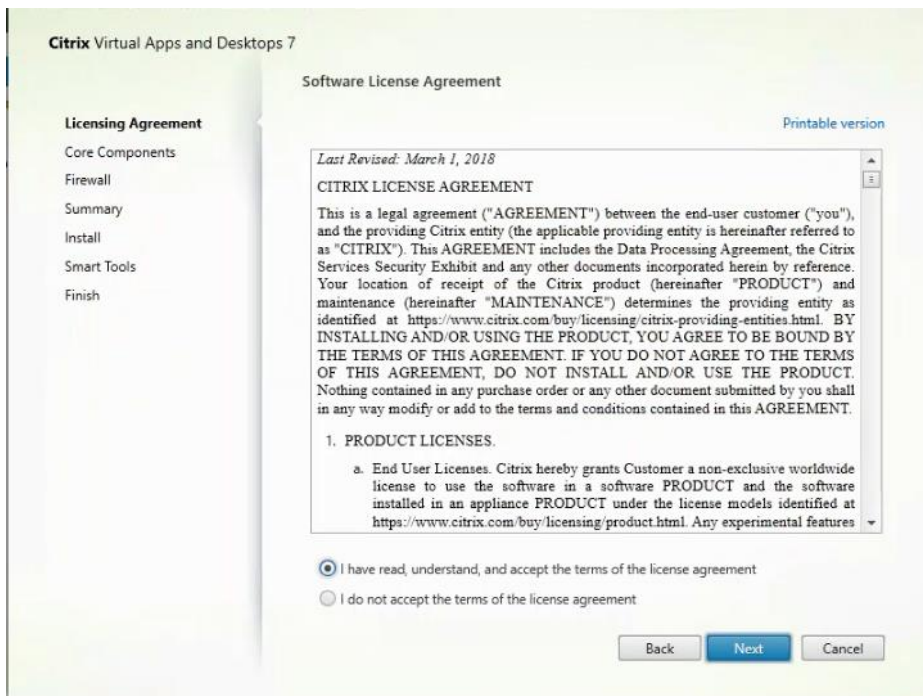 Citrix Virtual Apps and Desktops 7
Software License Agreement
Licensing Agreement
Core Components
Firewall
Summary
Install
Smart Tools
Finish
Printable version
Last Revised: March 1, 2018
CITRIX LICENSE AGREEMENT
This is a legal agreement ("AGREEMENT") between the end-user customer ("you"),
and the providing Citrix entity (the applicable providing entity is hereinafter referred to
as "CITRIX"). This AGREEMENT includes the Data Processing Agreement, the Citrix
Services Security Exhibit and any other documents incorporated herein by reference.
Your location of receipt of the Citrix product (hereinafter "PRODUCT") and
maintenance (hereinafter "MAINTENANCE") determines the providing entity as
identified at https://www.citrix.com/buy/licensing/citrix-providing-entities.html. BY
INSTALLING AND/OR USING THE PRODUCT, YOU AGREE TO BE BOUND BY
THE TERMS OF THIS AGREEMENT. IF YOU DO NOT AGREE TO THE TERMS
OF THIS AGREEMENT, DO NOT INSTALL AND/OR USE THE PRODUCT.
Nothing contained in any purchase order or any other document submitted by you shall
in any way modify or add to the terms and conditions contained in this AGREEMENT.
1. PRODUCT LICENSES.
a. End User Licenses. Citrix hereby grants Customer a non-exclusive worldwide
license to use the software in a software PRODUCT and the software
installed in an appliance PRODUCT under the license models identified at
https://www.citrix.com/buy/licensing/product.html. Any experimental features
I have read, understand, and accept the terms of the license agreement
I do not accept the terms of the license agreement
Back
Next
Cancel